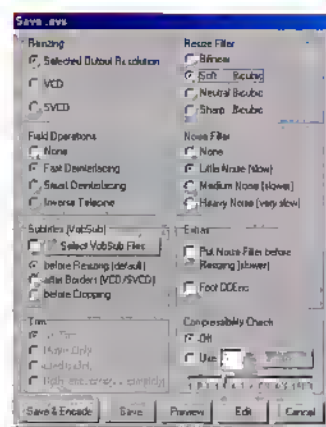 Save .avs
Resizing
Selected Output Resolution
VCD
SVCD
Resize Filter
Bilinear
Soft Bicubic
Neutral Bicubic
Sharp Bicubic
Field Operations
None
Fast Deinterlacing
Smart Deinterlacing
Inverse Telecine
Noise Filter
None
Little Noise (slow)
Medium Noise (slower)
Heavy Noise (very slow)
Subtitles (VobSub)
Select VobSub Files
before Resizing (default)
after Borders (VCD/SVCD)
before Cropping
Extras
Put Noise Filter before
Resizing (slower)
Trim
Compressibility Check
Off
Use
Save & Encode
Save
Preview
Edit
Cancel